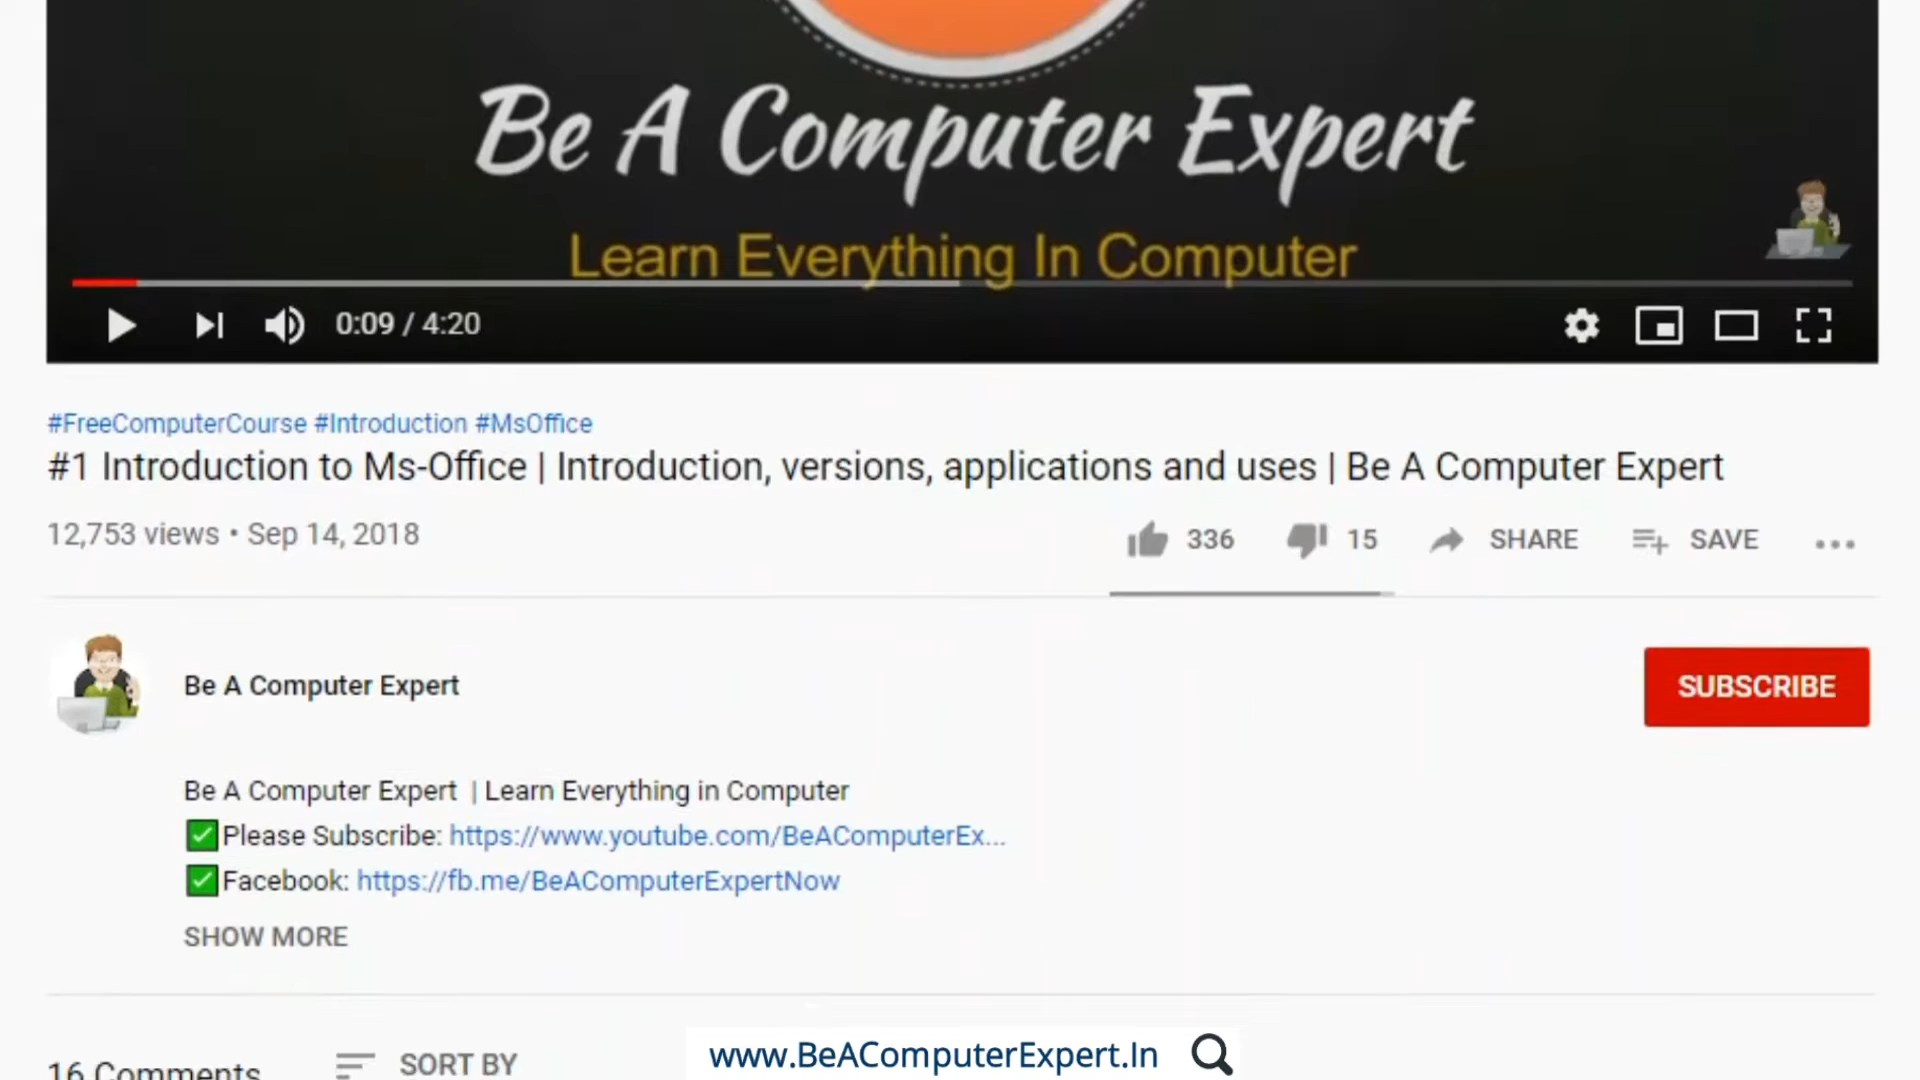 Be A Computer Expert
Learn Everything In Computer
0:09 / 4:20
#FreeComputerCourse #Introduction #MsOffice
#1 Introduction to Ms-Office | Introduction, versions, applications and uses | Be A Computer Expert
12,753 views • Sep 14, 2018
336 15 SHARE SAVE
Be A Computer Expert
SUBSCRIBE
Be A Computer Expert | Learn Everything in Computer
✅Please Subscribe: https://www.youtube.com/BeAComputerEx...
✅Facebook: https://fb.me/BeAComputerExpertNow
SHOW MORE
16 Comments SORT BY
www.BeAComputerExpert.In